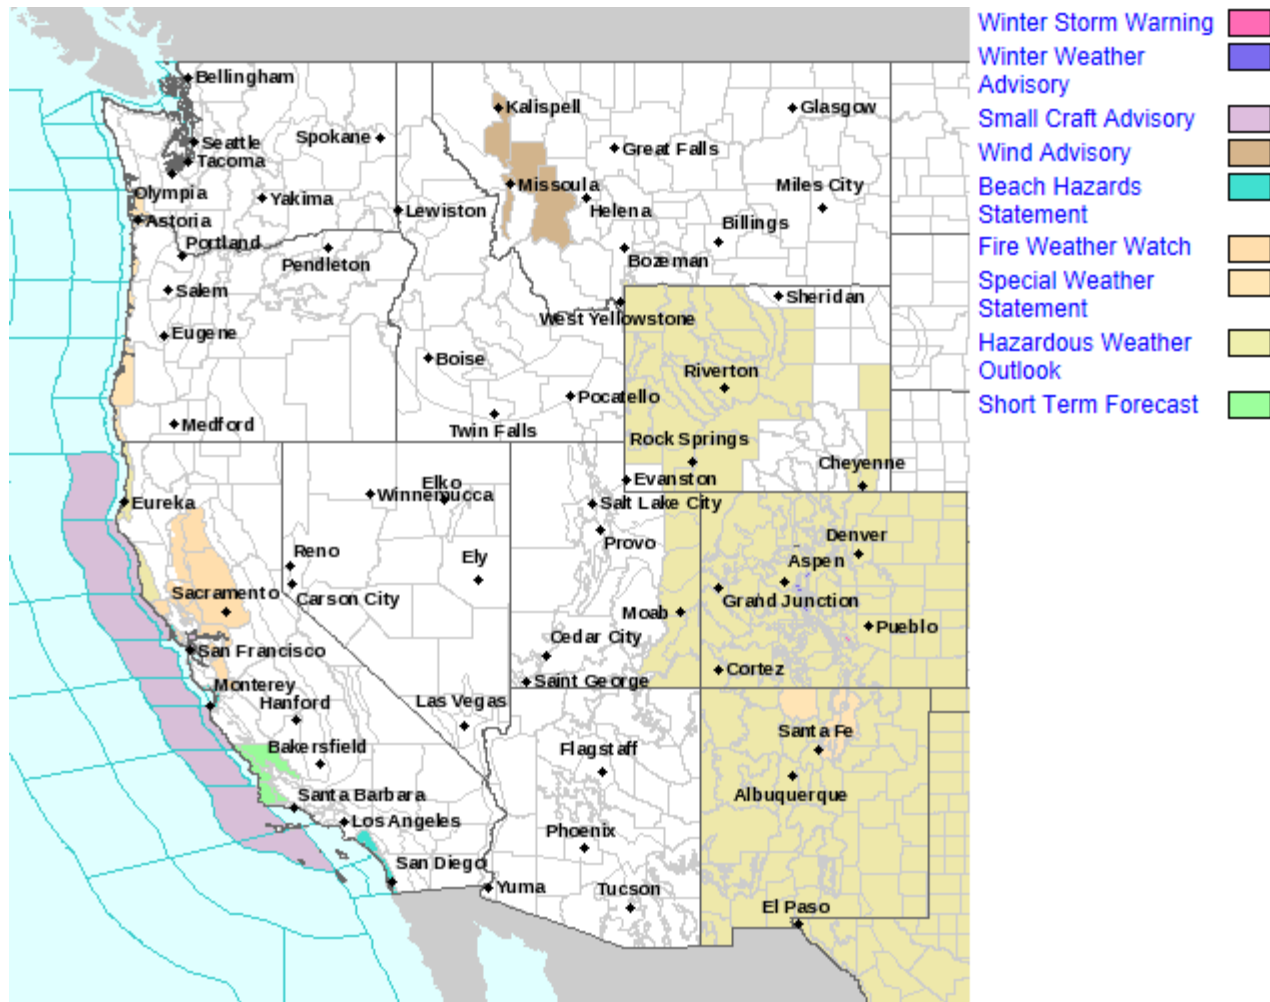 Winter Storm Warning
Winter Weather
Advisory
Small Craft Advisory
Wind Advisory
Beach Hazards
Statement
Fire Weather Watch
Special Weather
Statement
Hazardous Weather
Outlook
Short Term Forecast
Bellingham
Kalispell
Glasgow
Seattle
Spokane
Great Falls
Tacoma
Olympia
Missoula
Miles City
Yakima
Lewiston
Helena
Astoria
Billings
Portland
Pendleton
Bozeman
Salem
Sheridan
West Yellowstone
Eugene
Boise
Riverton
Pocatello
Medford
Twin Falls
Rock Springs
Cheyenne
Evanston
Elko
Winnemucca
Eureka
Salt Lake City
Denver
Provo
Reno
Ely
Aspen
Sacramento
Carson City
Grand Junction
Moab
Pueblo
Cedar City
San Francisco
Cortez
Saint George
Monterey
Hanford
Las Vegas
Santa Fe
Bakersfield
Flagstaff
Albuquerque
Santa Barbara
Los Angeles
Phoenix
San Diego
Yuma
Tucson
El Paso